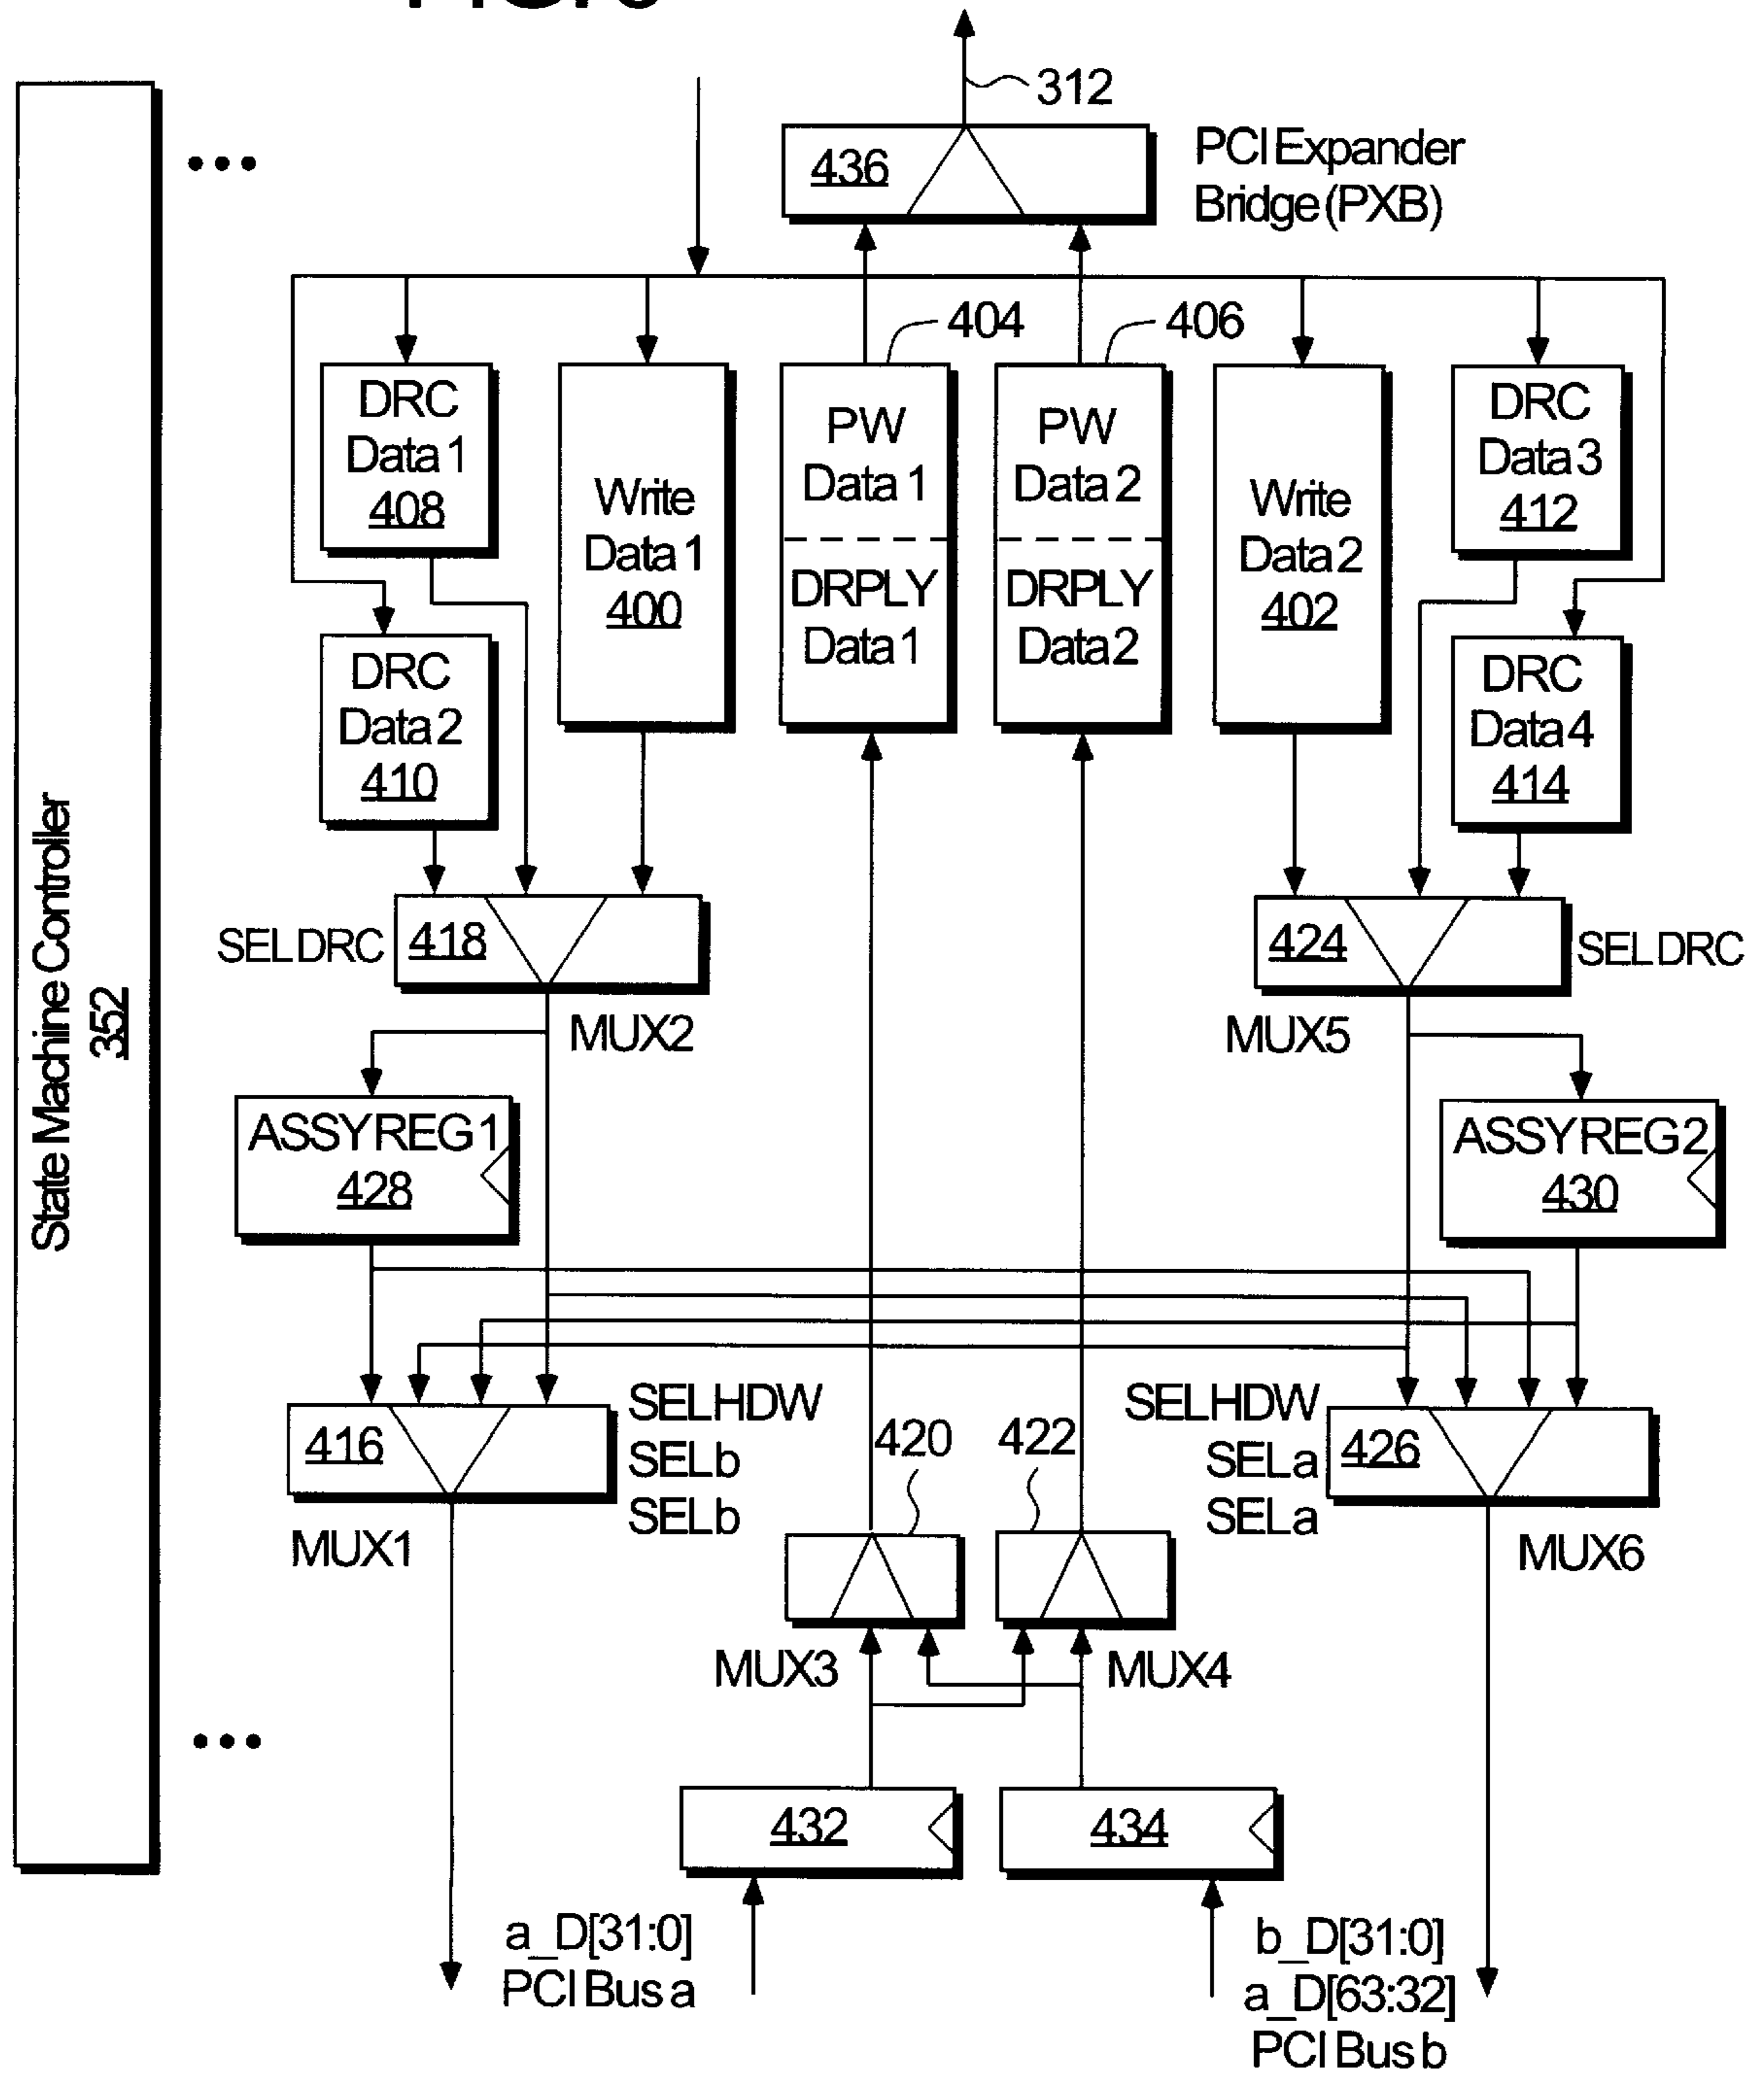 312
436
PCI Expander
Bridge (PXB)
404
406
DRC
Data 1
408
Write
Data 1
400
PW
Data 1
DRPLY
Data 1
PW
Data 2
DRPLY
Data 2
Write
Data 2
402
DRC
Data 3
412
DRC
Data 2
410
DRC
Data 4
414
State Machine Controller
352
SELDRC
418
MUX2
424
SELDRC
MUX5
ASSYREG1
428
ASSYREG2
430
416
SELHDW
SELb
SELb
MUX1
420
422
SELHDW
SELa
SELa
426
MUX6
MUX3
MUX4
432
434
a_D[31:0]
PCI Bus a
b_D[31:0]
a_D[63:32]
PCI Bus b